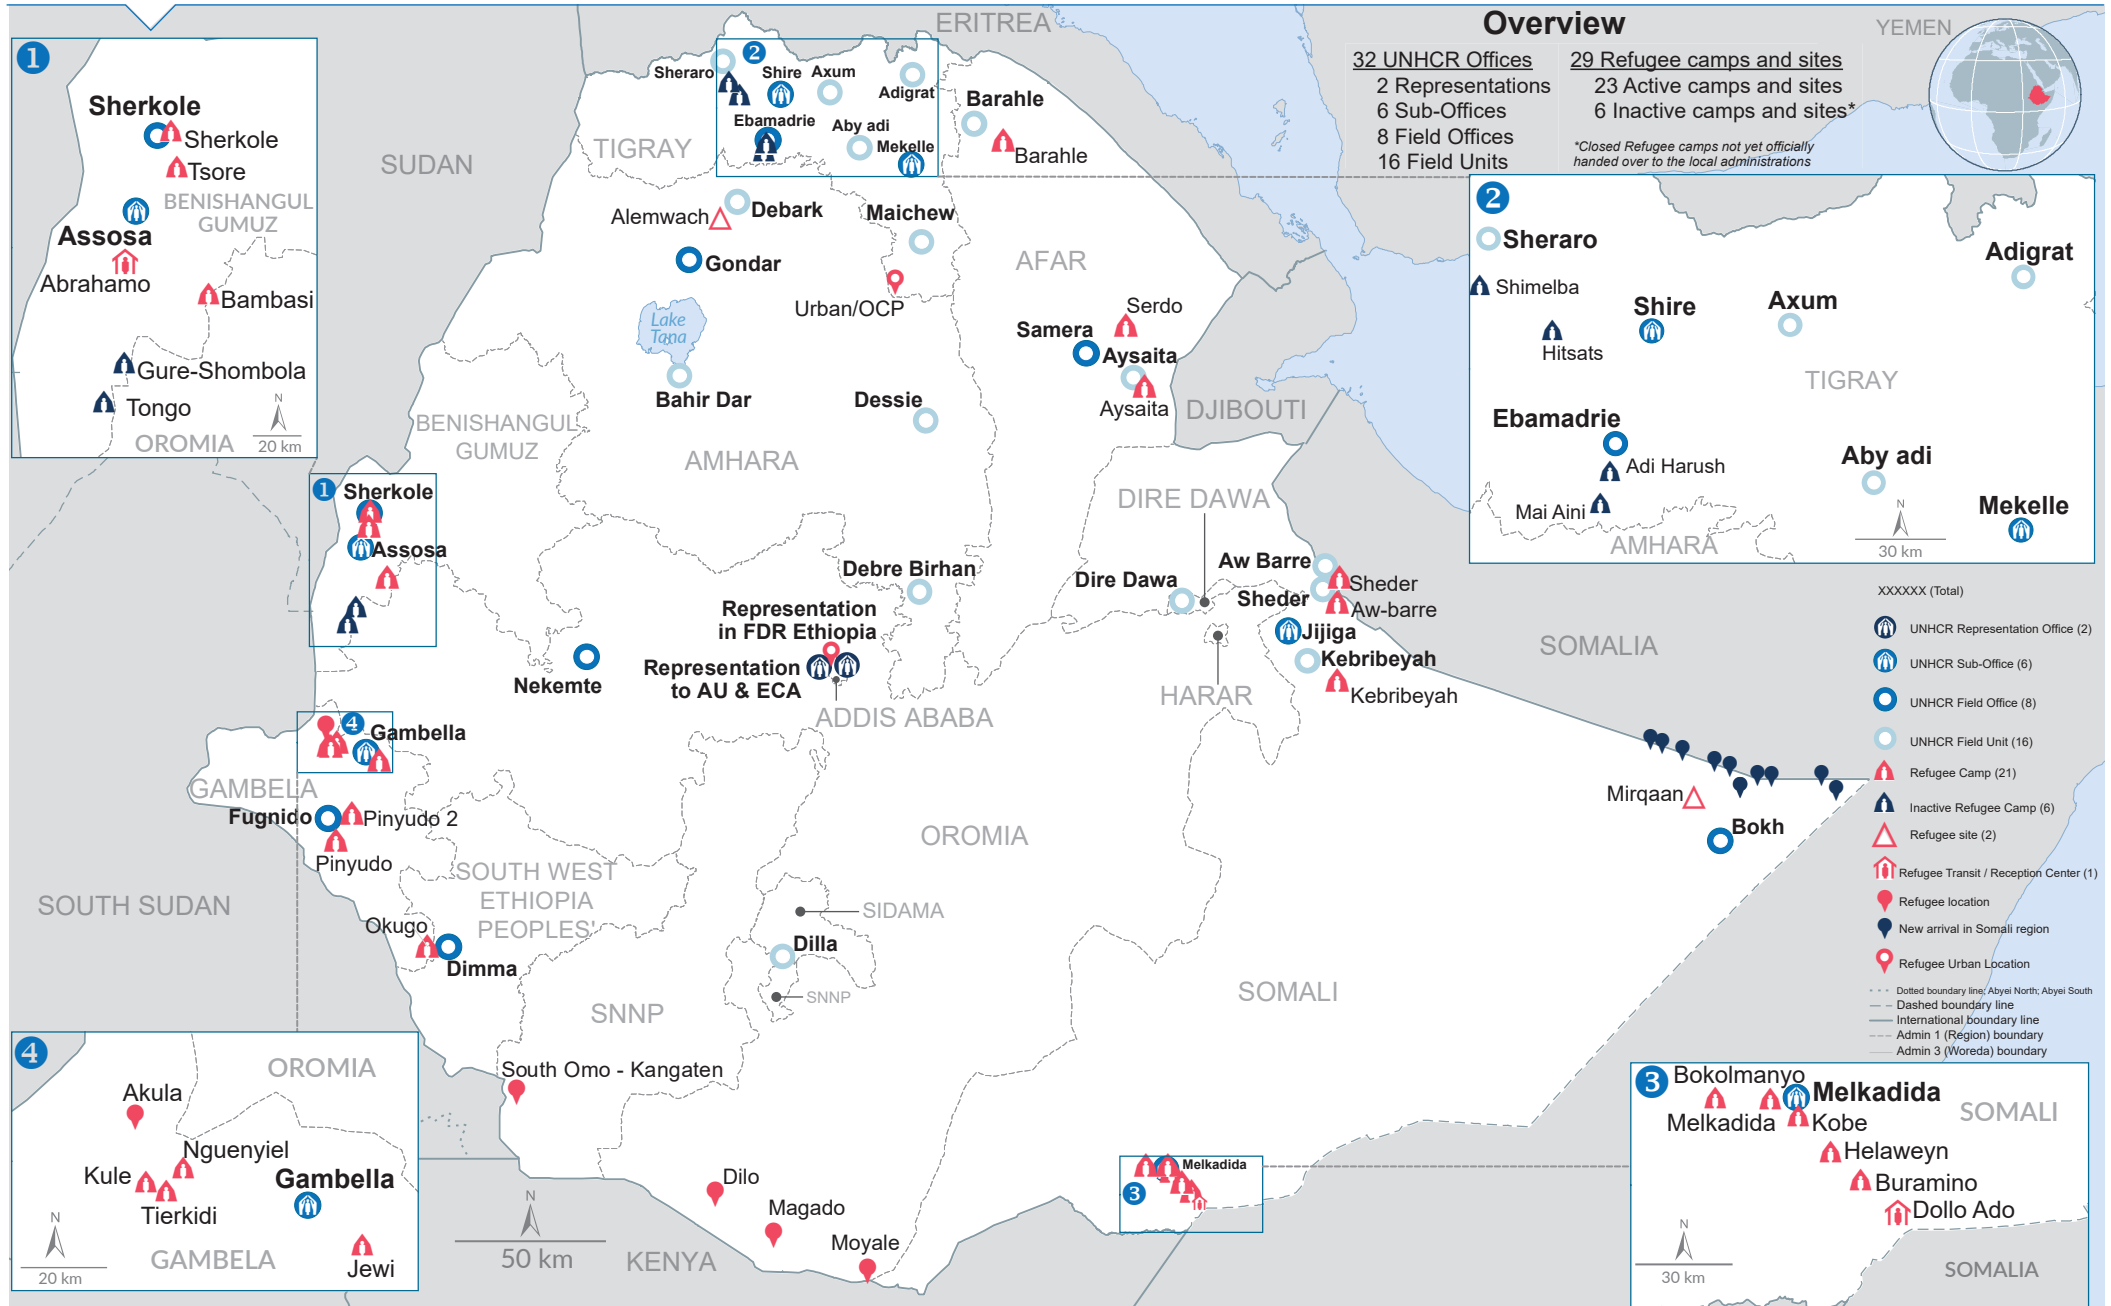 Overview
32 UNHCR Offices
2 Representations
6 Sub-Offices
8 Field Offices
16 Field Units
29 Refugee camps and sites
23 Active camps and sites
6 Inactive camps and sites*
*Closed Refugee camps not yet officially
handed over to the local administrations
ERITREA
YEMEN
SUDAN
1
Sherkole
Sherkole
Tsore
BENISHANGUL
GUMUZ
Assosa
Abrahamo
Bambasi
Gure-Shombola
Tongo
OROMIA
N
20 km
2
Sheraro
Shire
Axum
Adigrat
Ebamadrie
Aby adi
Mekelle
TIGRAY
Barahle
Barahle
Alemwach
Debark
Maichew
Gondar
AFAR
Urban/OCP
Lake
Tana
Serdo
Samera
Aysaita
Aysaita
Bahir Dar
Dessie
DJIBOUTI
BENISHANGUL
GUMUZ
AMHARA
2
Sheraro
Adigrat
Shimelba
Shire
Axum
Hitsats
TIGRAY
Ebamadrie
Adi Harush
Aby adi
Mai Aini
Mekelle
AMHARA
N
30 km
1
Sherkole
Assosa
DIRE DAWA
Debre Birhan
Dire Dawa
Aw Barre
Sheder
Sheder
Aw-barre
Jijiga
Kebribeyah
Kebribeyah
HARAR
SOMALIA
Representation
in FDR Ethiopia
Representation
to AU & ECA
ADDIS ABABA
Nekemte
4
Gambella
GAMBELA
Fugnido
Pinyudo 2
Pinyudo
Mirqaan
Bokh
OROMIA
SOUTH WEST
ETHIOPIA
PEOPLES'
SOUTH SUDAN
Okugo
Dimma
SIDAMA
Dilla
SNNP
SNNP
SOMALI
South Omo - Kangaten
Dilo
Magado
Moyale
KENYA
N
50 km
3
Melkadida
XXXXXX (Total)
UNHCR Representation Office (2)
UNHCR Sub-Office (6)
UNHCR Field Office (8)
UNHCR Field Unit (16)
Refugee Camp (21)
Inactive Refugee Camp (6)
Refugee site (2)
Refugee Transit / Reception Center (1)
Refugee location
New arrival in Somali region
Refugee Urban Location
Dotted boundary line; Abyei North; Abyei South
Dashed boundary line
International boundary line
Admin 1 (Region) boundary
Admin 3 (Woreda) boundary
4
OROMIA
Akula
Nguenyiel
Kule
Tierkidi
Gambella
Jewi
GAMBELA
N
20 km
3
Bokolmanyo
Melkadida
Melkadida
Kobe
SOMALI
Helaweyn
Buramino
Dollo Ado
N
30 km
SOMALIA